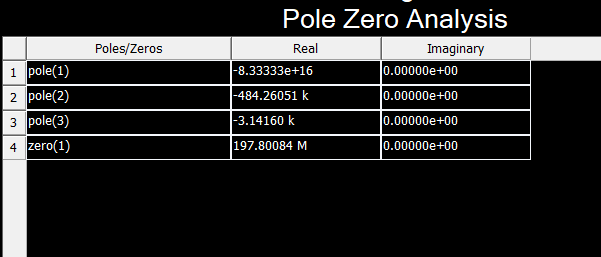 Pole Zero Analysis
Poles/Zeros Real Imaginary
1 pole(1) -8.33333e+16 0.00000e+00
2 pole(2) -484.26051 k 0.00000e+00
3 pole(3) -3.14160 k 0.00000e+00
4 zero(1) 197.80084 M 0.00000e+00